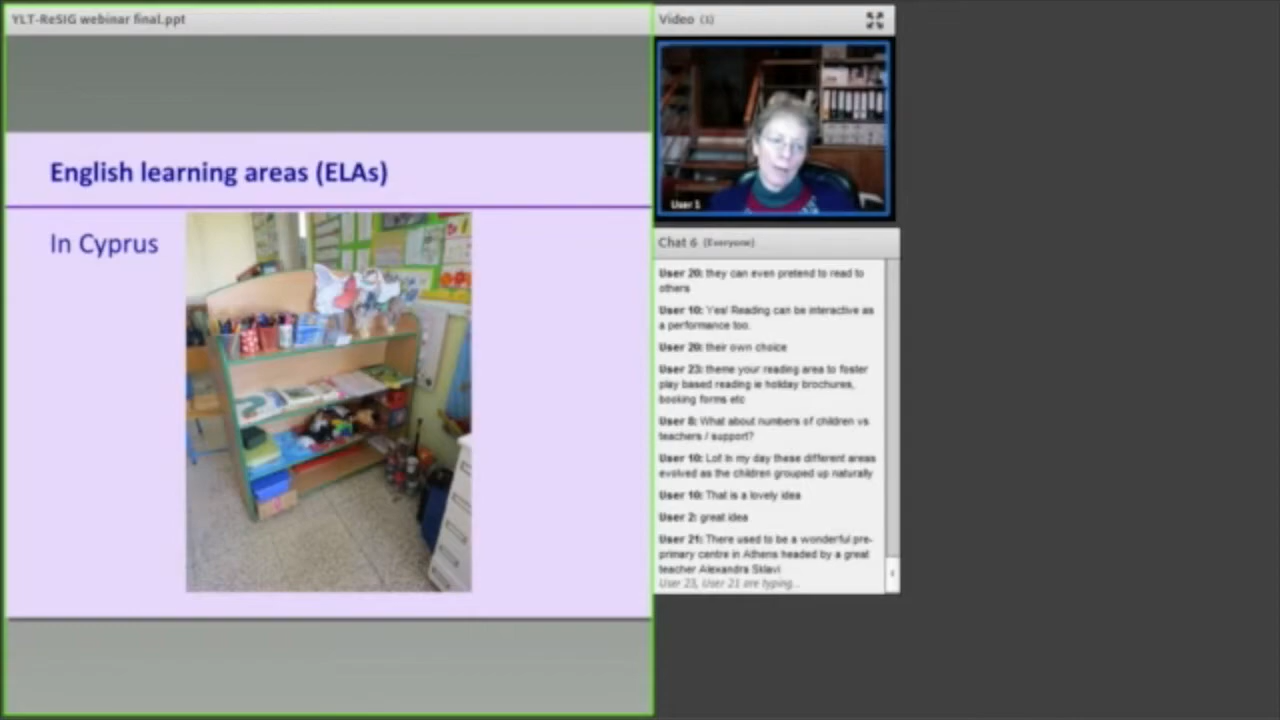 YLT-ReSIG webinar final.ppt
English learning areas (ELAs)
In Cyprus
Video (1)
User 1
Chat 6 (Everyone)
User 20: they can even pretend to read to
others
User 10: Yes! Reading can be interactive as
a performance too.
User 20: their own choice
User 23: theme your reading area to foster
play based reading ie holiday brochures,
booking forms etc
User 8: What about numbers of children vs
teachers / support?
User 10: Lof In my day these different areas
evolved as the children grouped up naturally
User 10: That is a lovely idea
User 2: great idea
User 21: There used to be a wonderful pre-
primary centre in Athens headed by a great
teacher Alexandra Sklavi
User 23, User 21 are typing...